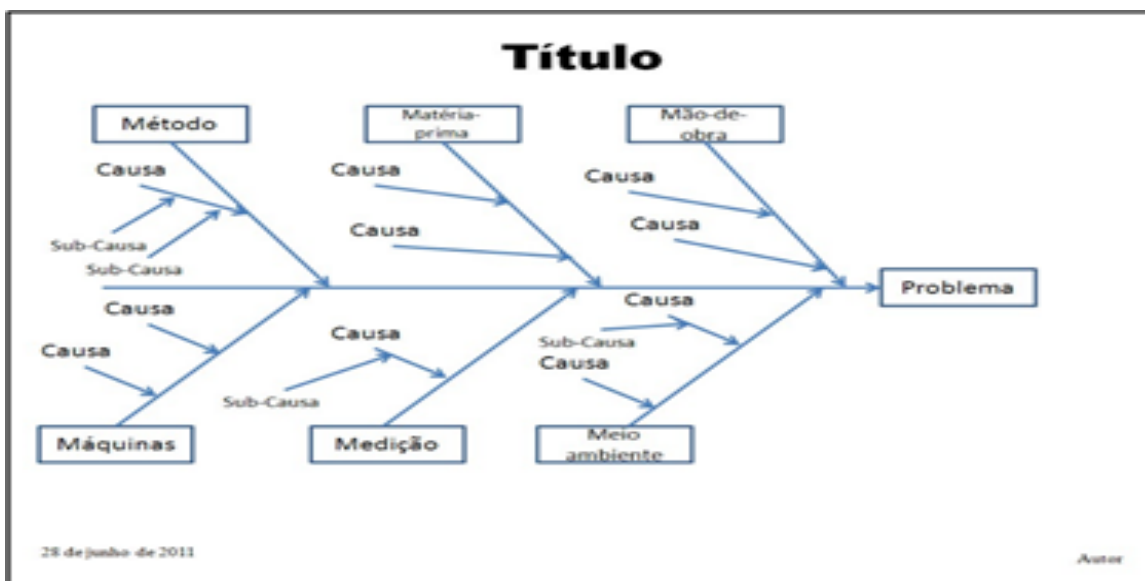 Título
Método
Matéria-
prima
Mão-de-
obra
Causa
Causa
Causa
Causa
Causa
Sub-Causa
Sub-Causa
Problema
Causa
Causa
Causa
Causa
Sub-Causa
Causa
Sub-Causa
Máquinas
Medição
Meio
ambiente
28 de junho de 2011
Autor